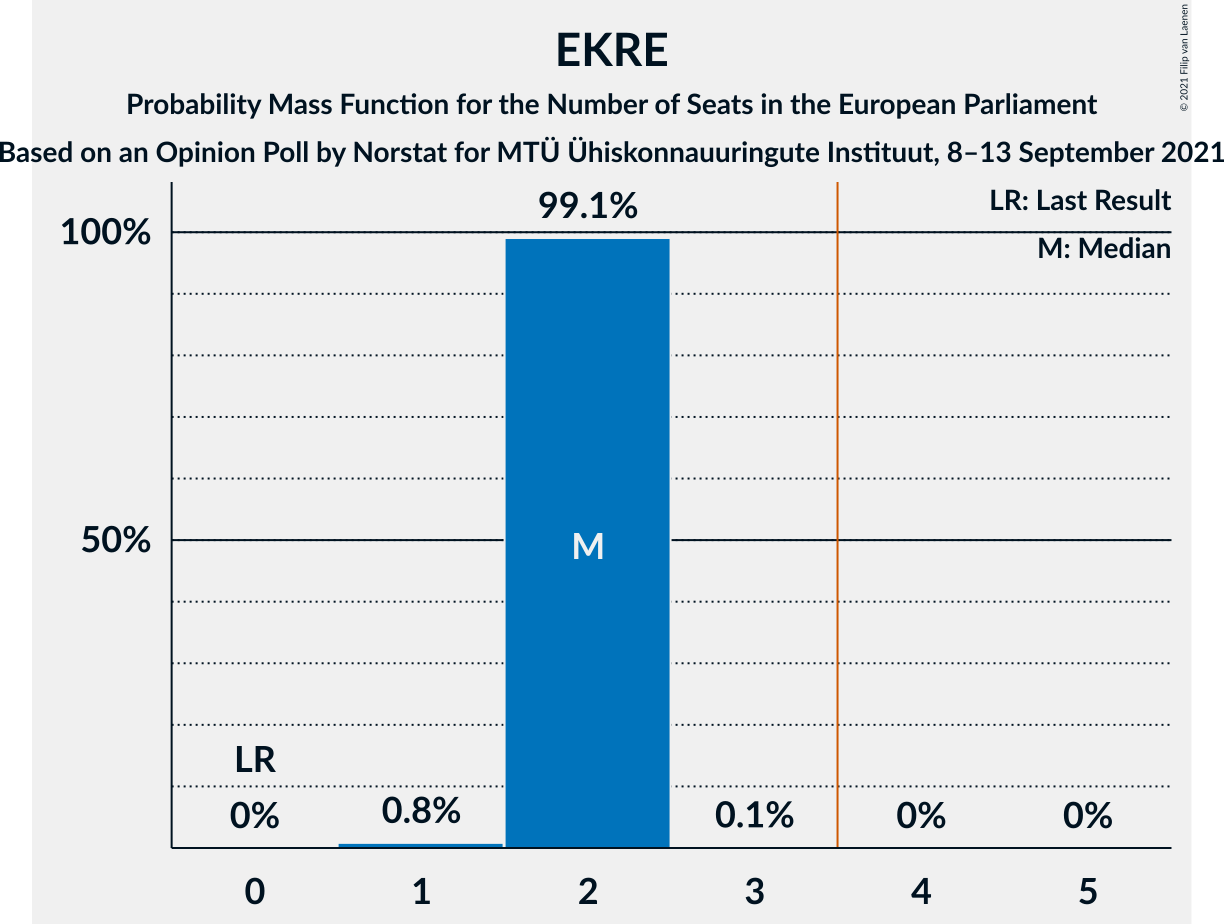 EKRE
Probability Mass Function for the Number of Seats in the European Parliament
Based on an Opinion Poll by Norstat for MTÜ Ühiskonnauuringute Instituut, 8–13 September 2021
© 2021 Filip van Laenen
LR: Last Result
M: Median
99.1%
100%
50%
M
LR
0%
0.8%
0.1%
0%
0%
0 1 2 3 4 5